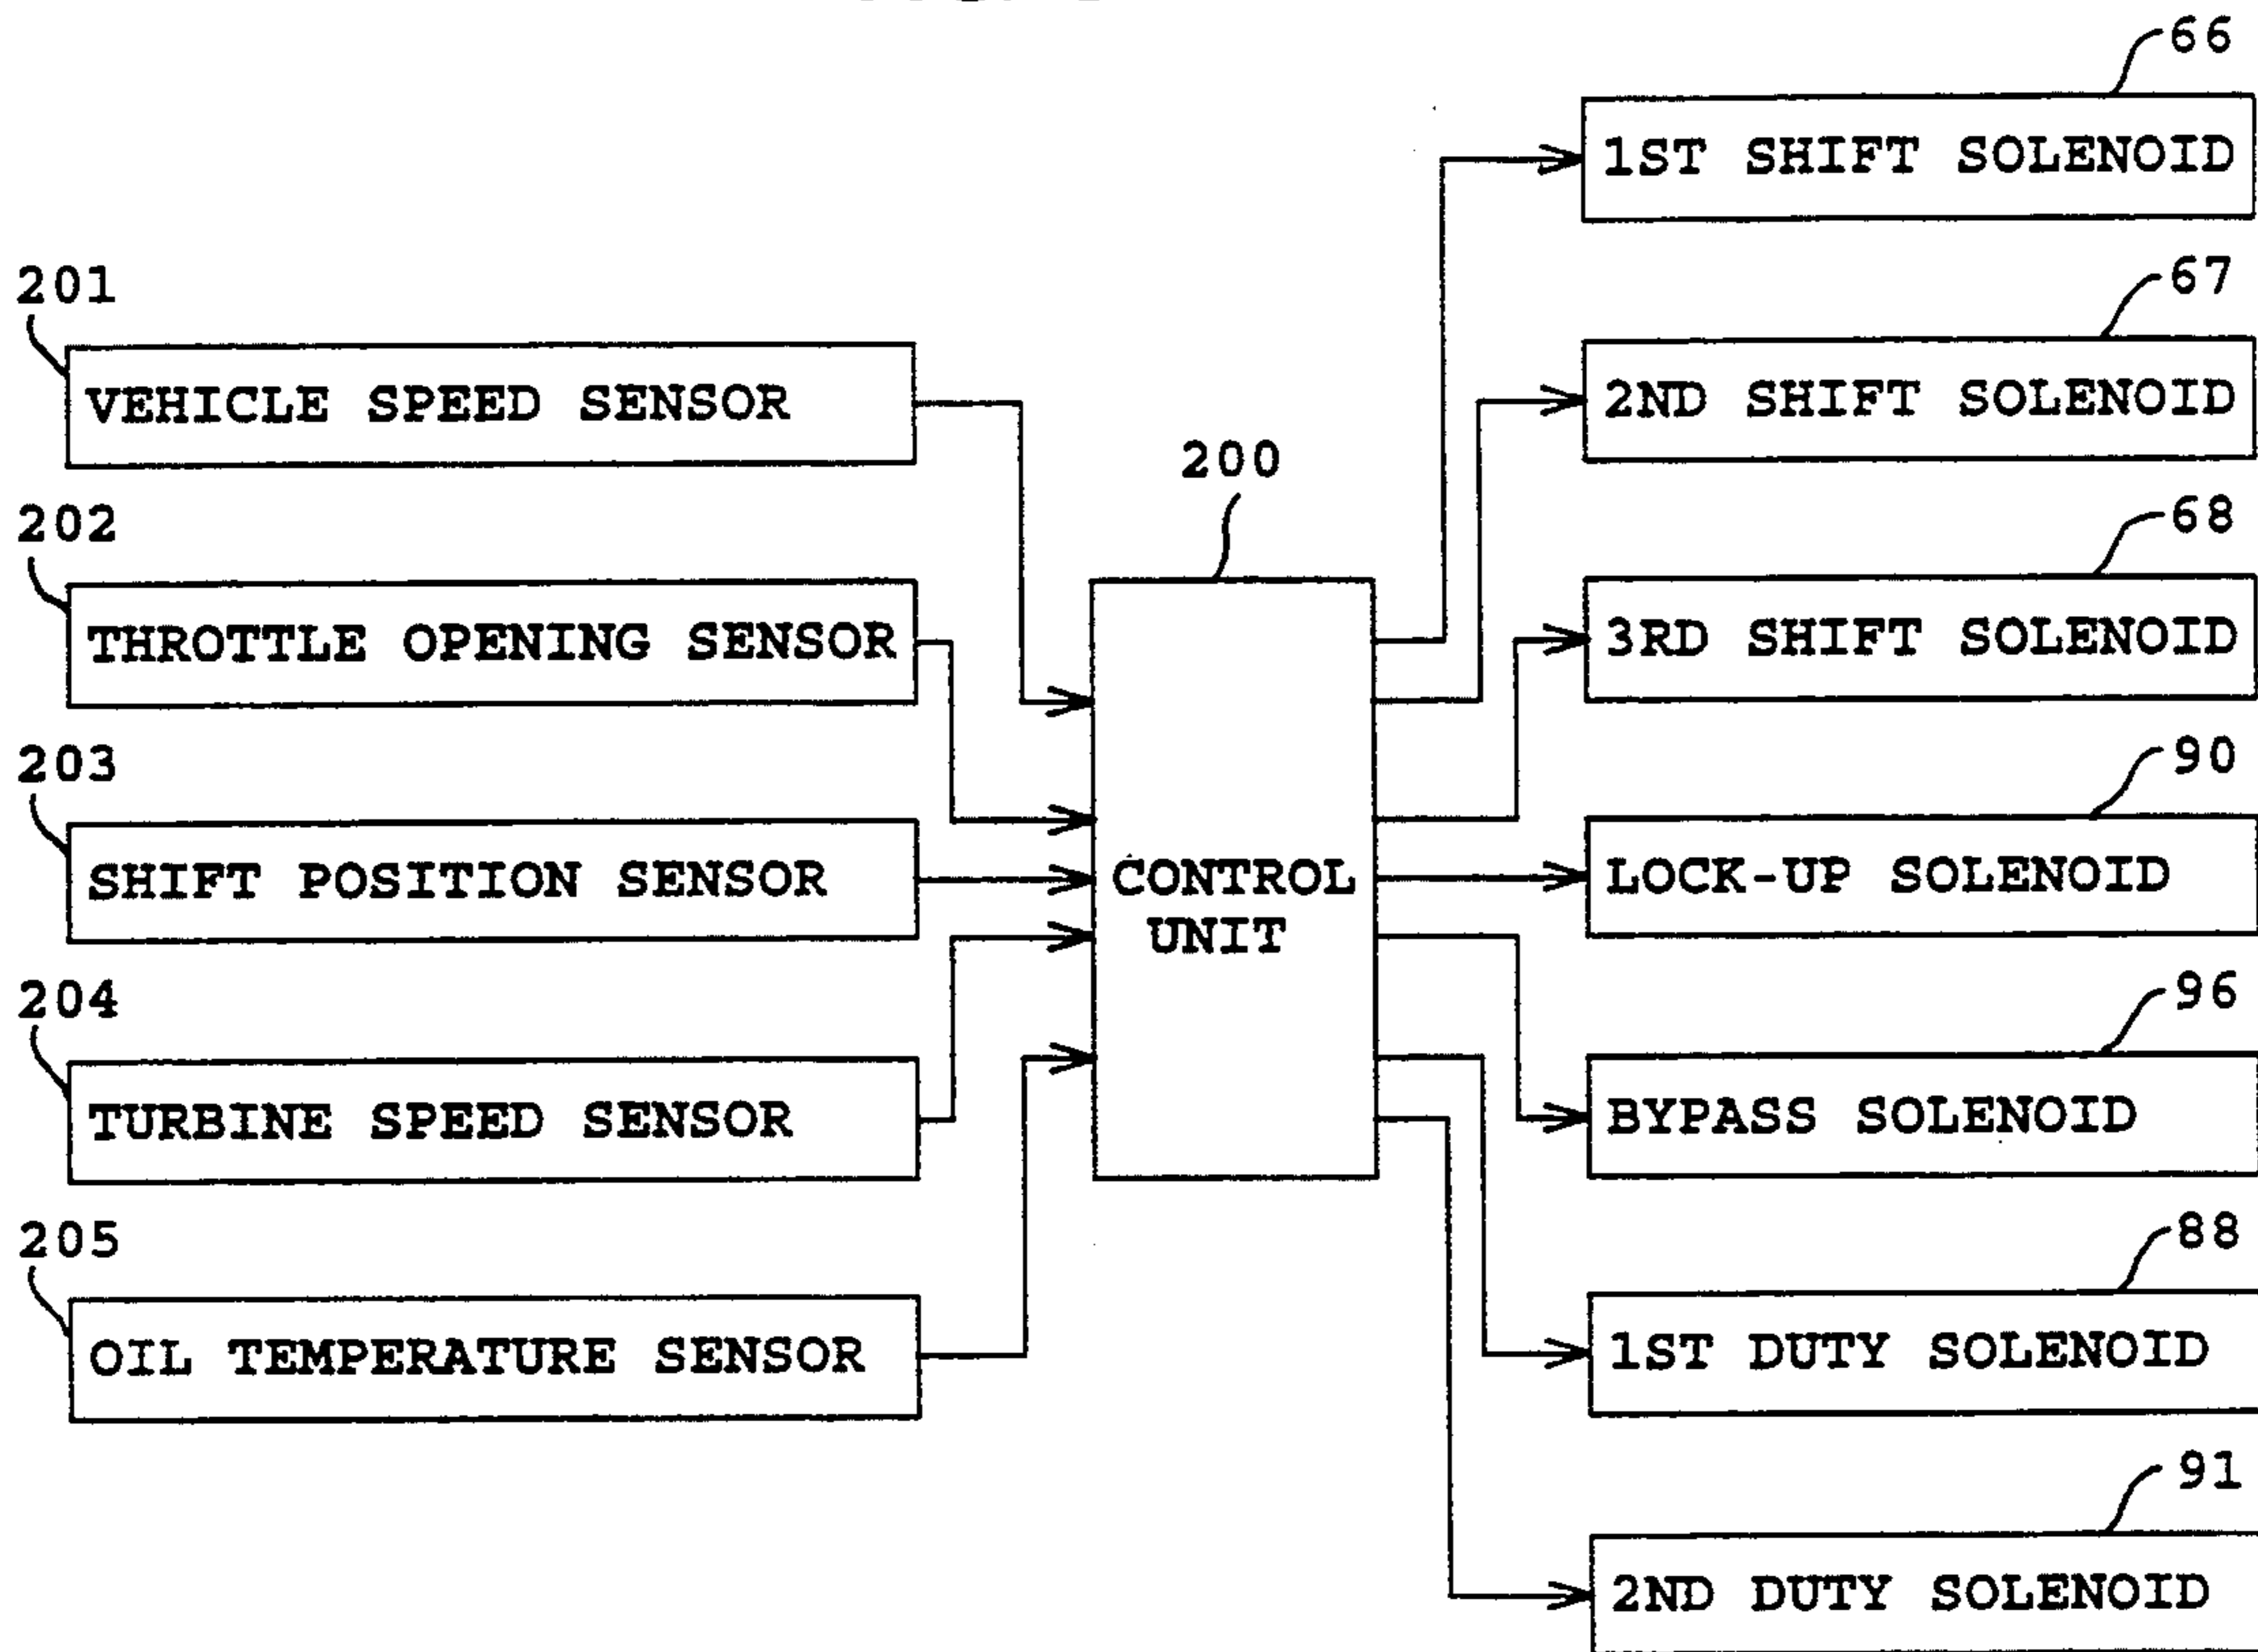 66
1ST SHIFT SOLENOID
67
2ND SHIFT SOLENOID
68
3RD SHIFT SOLENOID
90
LOCK-UP SOLENOID
96
BYPASS SOLENOID
88
1ST DUTY SOLENOID
91
2ND DUTY SOLENOID
200
CONTROL
UNIT
201
VEHICLE SPEED SENSOR
202
THROTTLE OPENING SENSOR
203
SHIFT POSITION SENSOR
204
TURBINE SPEED SENSOR
205
OIL TEMPERATURE SENSOR